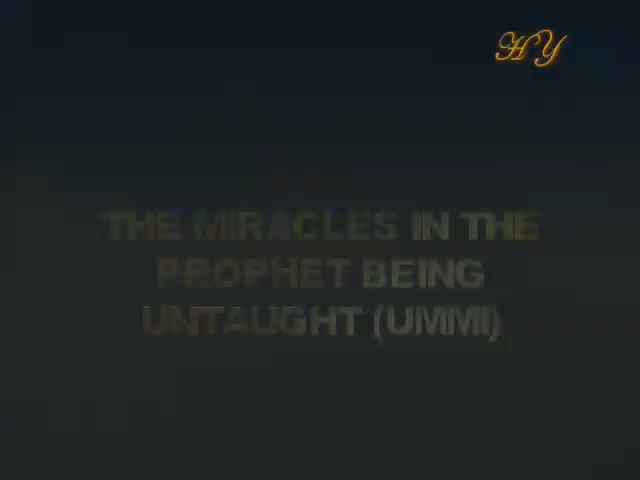 HY
THE MIRACLES IN THE
PROPHET BEING
UNTAUGHT (UMMI)